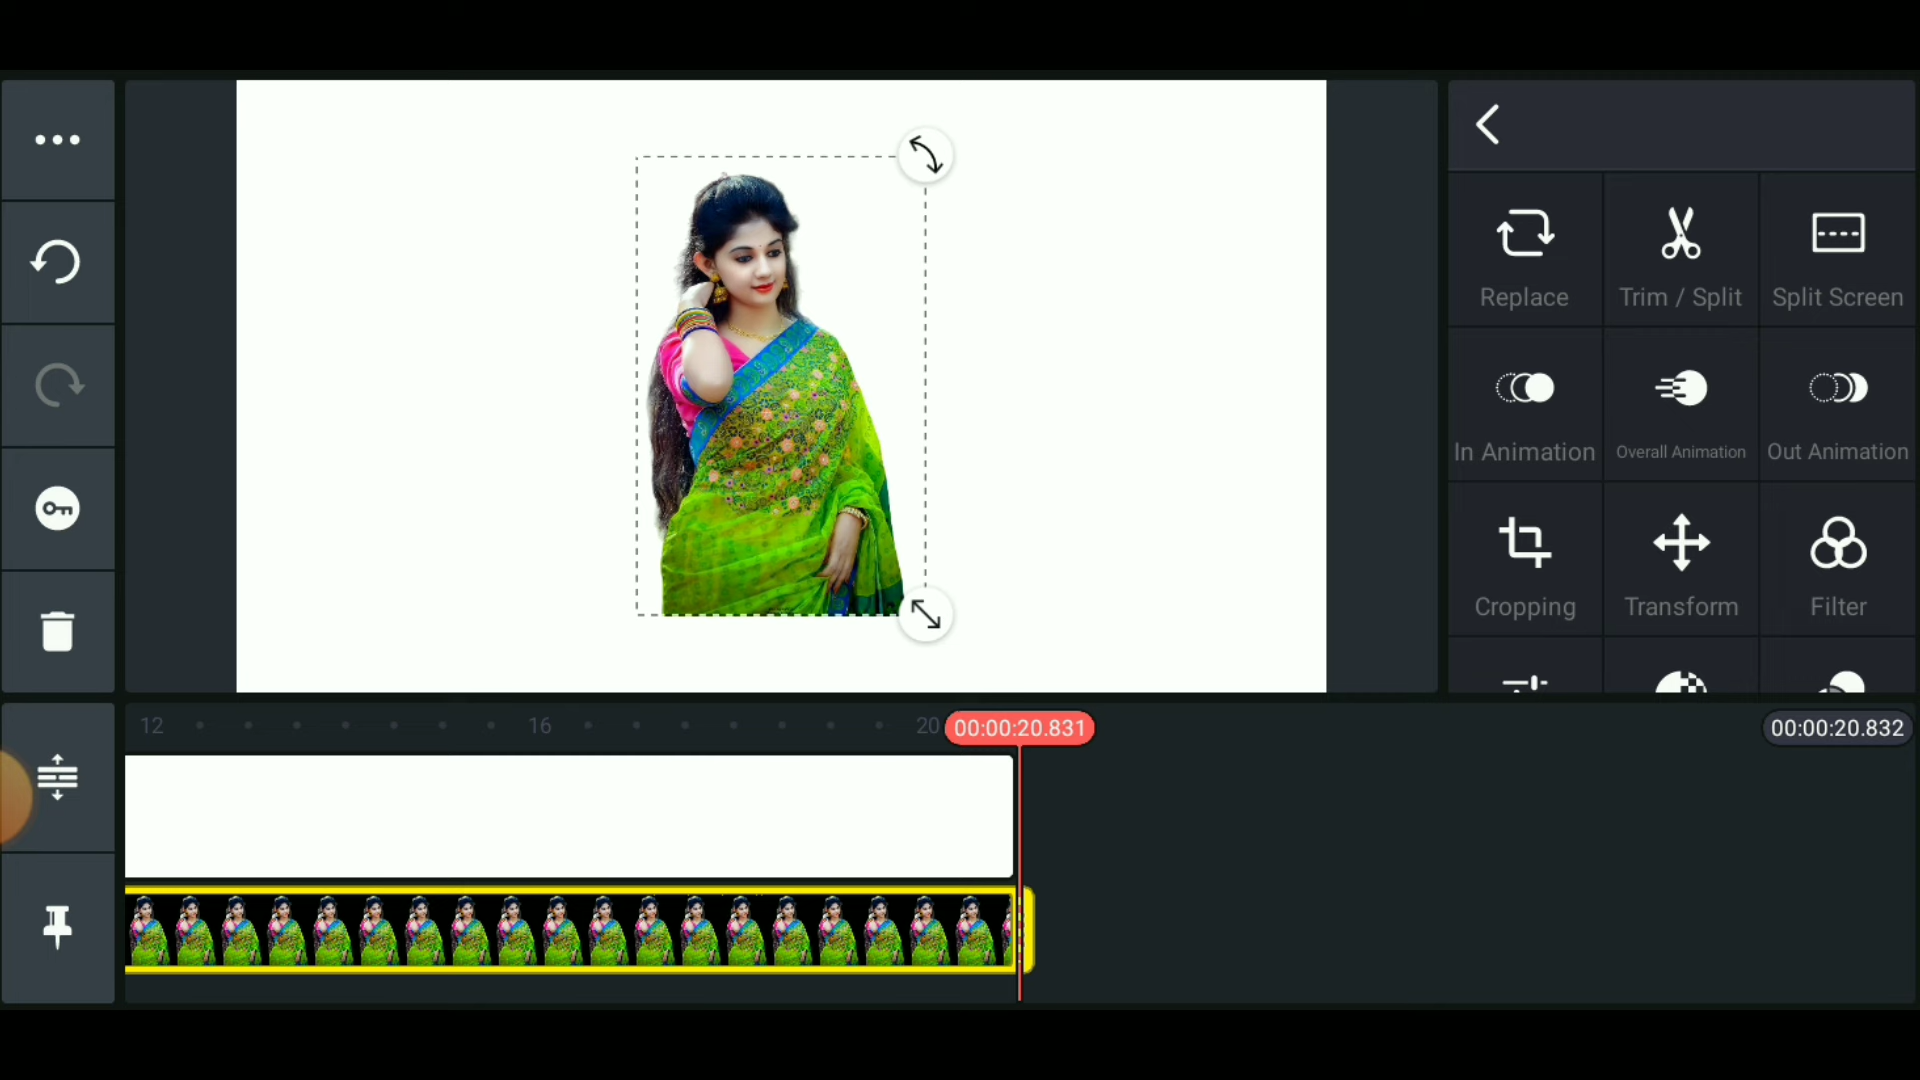 Replace
Trim / Split
Split Screen
In Animation
Overall Animation
Out Animation
Cropping
Transform
Filter
12
16
20
00:00:20.831
00:00:20.832